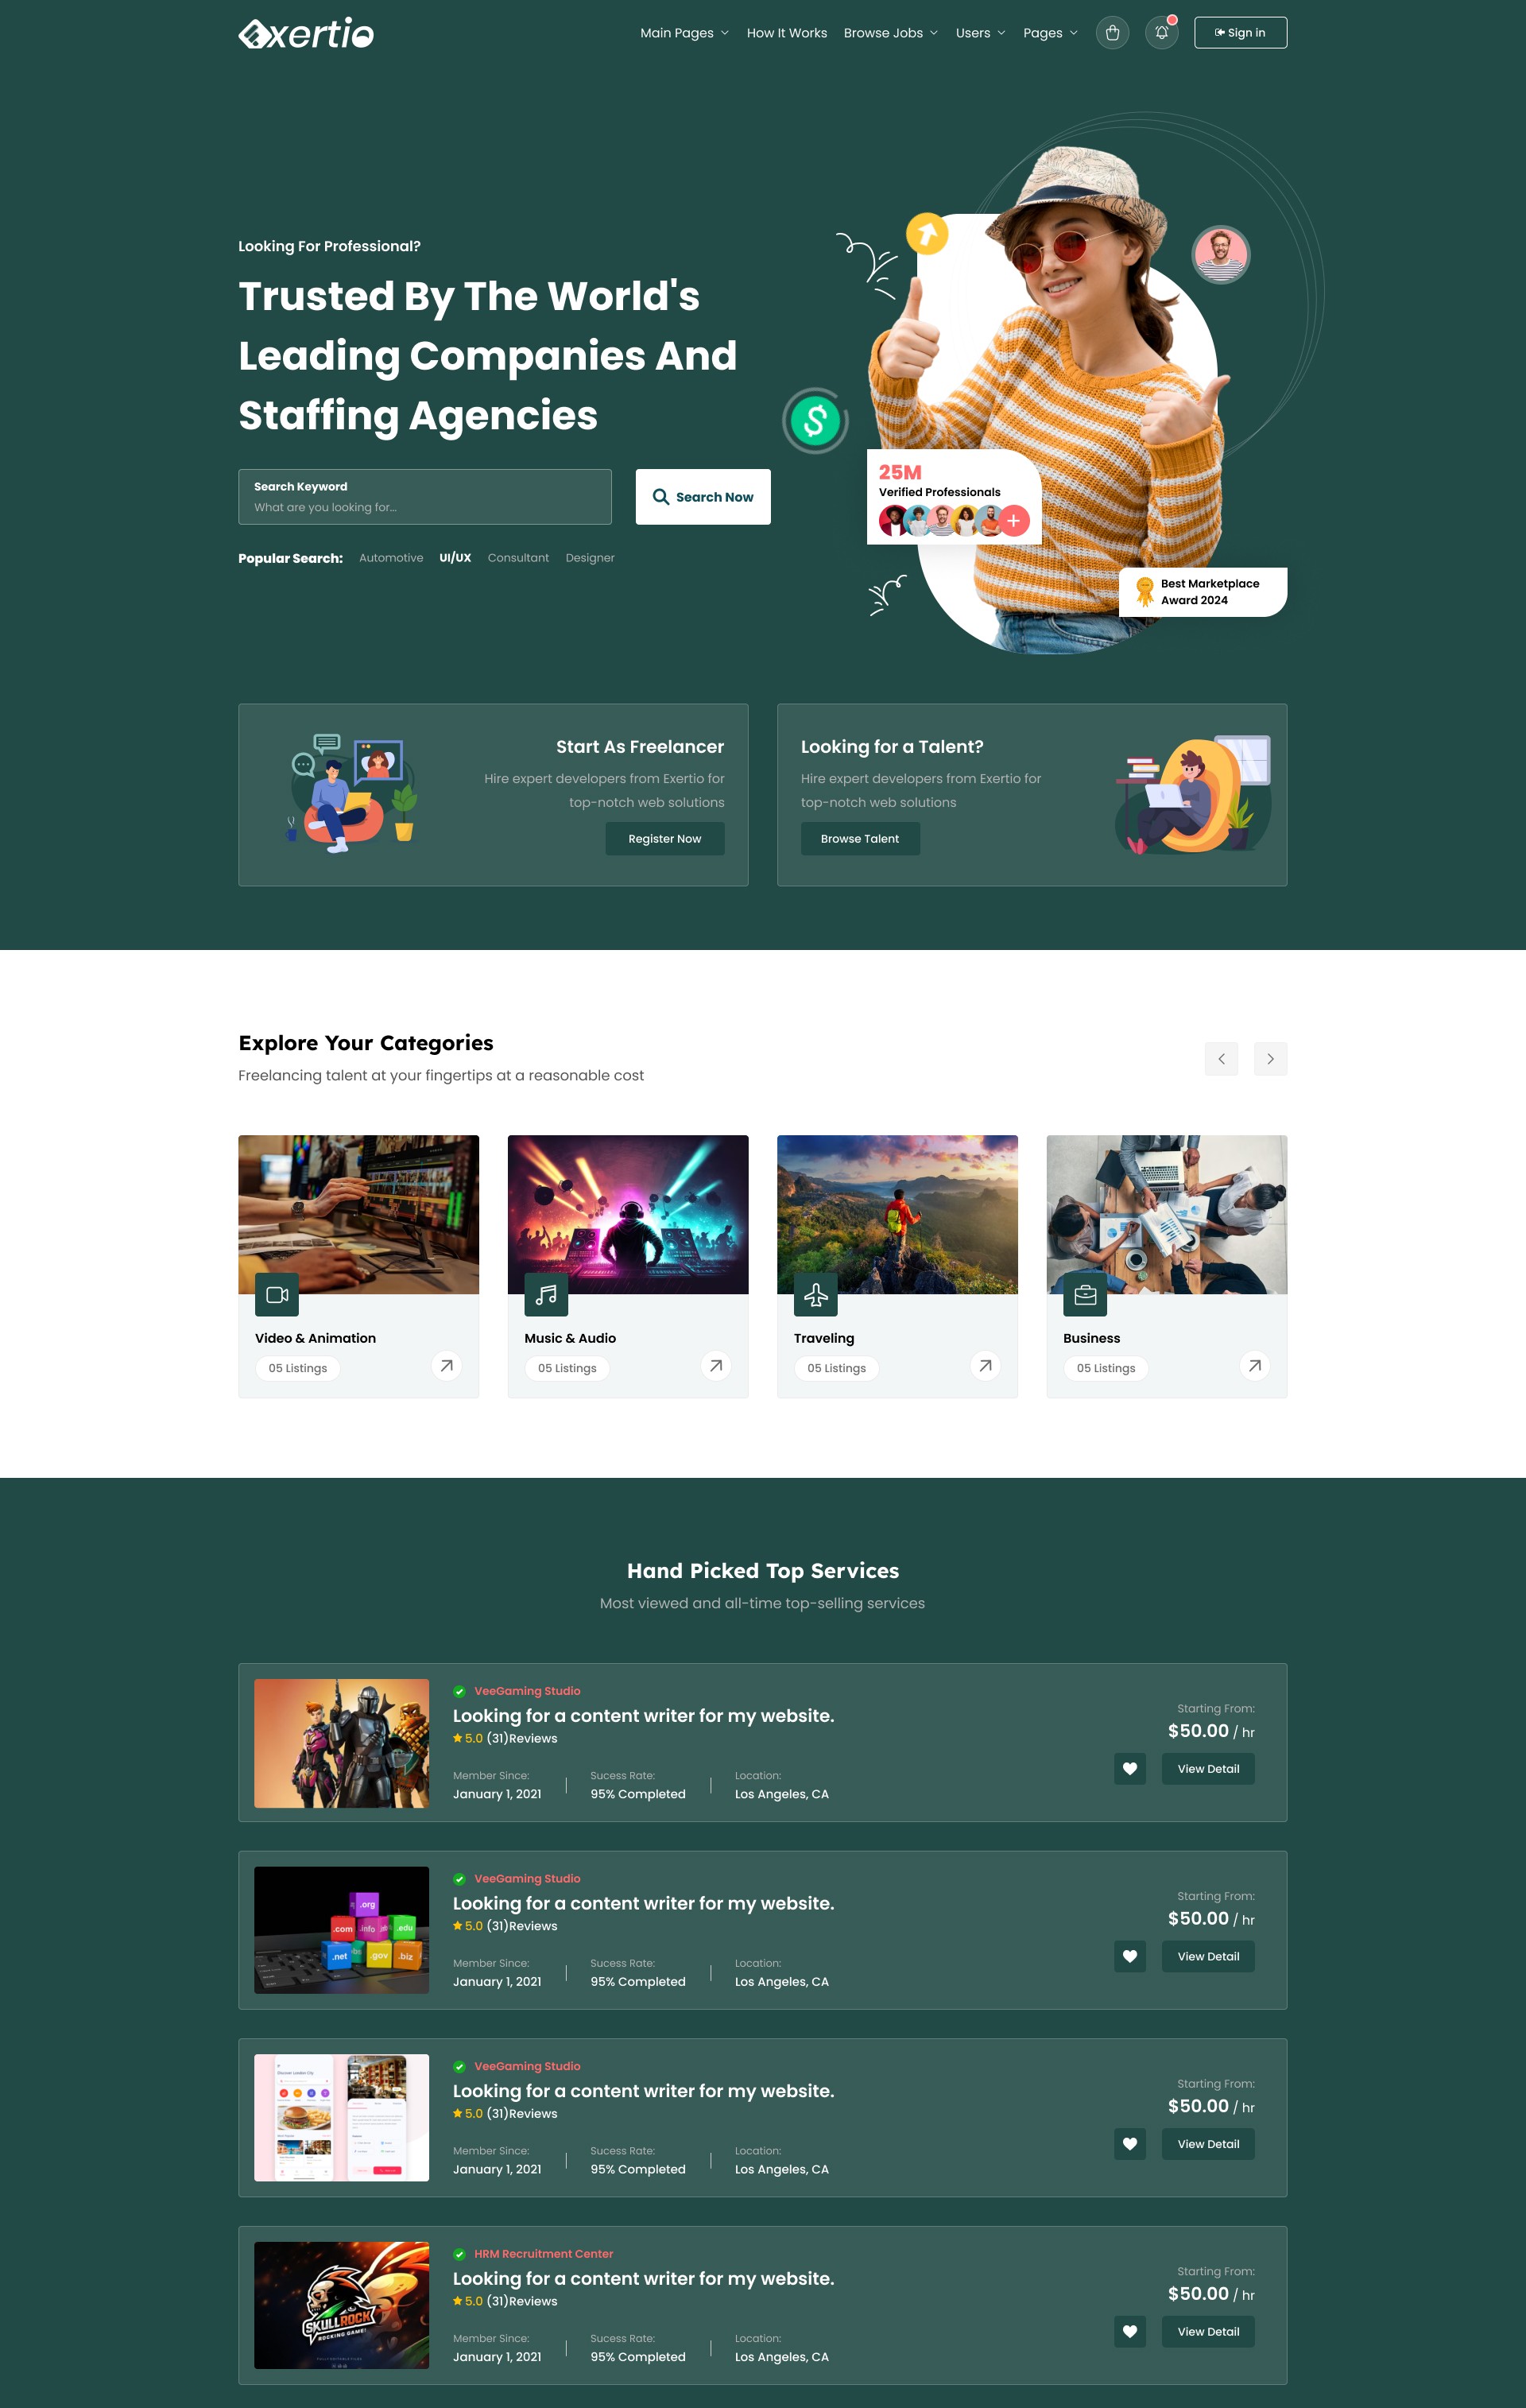 Exertio
Main Pages How It Works Browse Jobs Users Pages Sign in
Looking For Professional?
Trusted By The World's
Leading Companies And
Staffing Agencies
Search Keyword
What are you looking for...
Search Now
Popular Search: Automotive UI/UX Consultant Designer
25M
Verified Professionals
Best Marketplace
Award 2024
Start As Freelancer
Hire expert developers from Exertio for
top-notch web solutions
Register Now
Looking for a Talent?
Hire expert developers from Exertio for
top-notch web solutions
Browse Talent
Explore Your Categories
Freelancing talent at your fingertips at a reasonable cost
Video & Animation
05 Listings
Music & Audio
05 Listings
Traveling
05 Listings
Business
05 Listings
Hand Picked Top Services
Most viewed and all-time top-selling services
VeeGaming Studio
Looking for a content writer for my website.
5.0 (31)Reviews
Member Since:
January 1, 2021
Sucess Rate:
95% Completed
Location:
Los Angeles, CA
Starting From:
$50.00 / hr
View Detail
.org
.com .info .edu
.net .gov .biz
VeeGaming Studio
Looking for a content writer for my website.
5.0 (31)Reviews
Member Since:
January 1, 2021
Sucess Rate:
95% Completed
Location:
Los Angeles, CA
Starting From:
$50.00 / hr
View Detail
Discover London City
VeeGaming Studio
Looking for a content writer for my website.
5.0 (31)Reviews
Member Since:
January 1, 2021
Sucess Rate:
95% Completed
Location:
Los Angeles, CA
Starting From:
$50.00 / hr
View Detail
SKULLROCK
ROCKING GAME!
HRM Recruitment Center
Looking for a content writer for my website.
5.0 (31)Reviews
Member Since:
January 1, 2021
Sucess Rate:
95% Completed
Location:
Los Angeles, CA
Starting From:
$50.00 / hr
View Detail